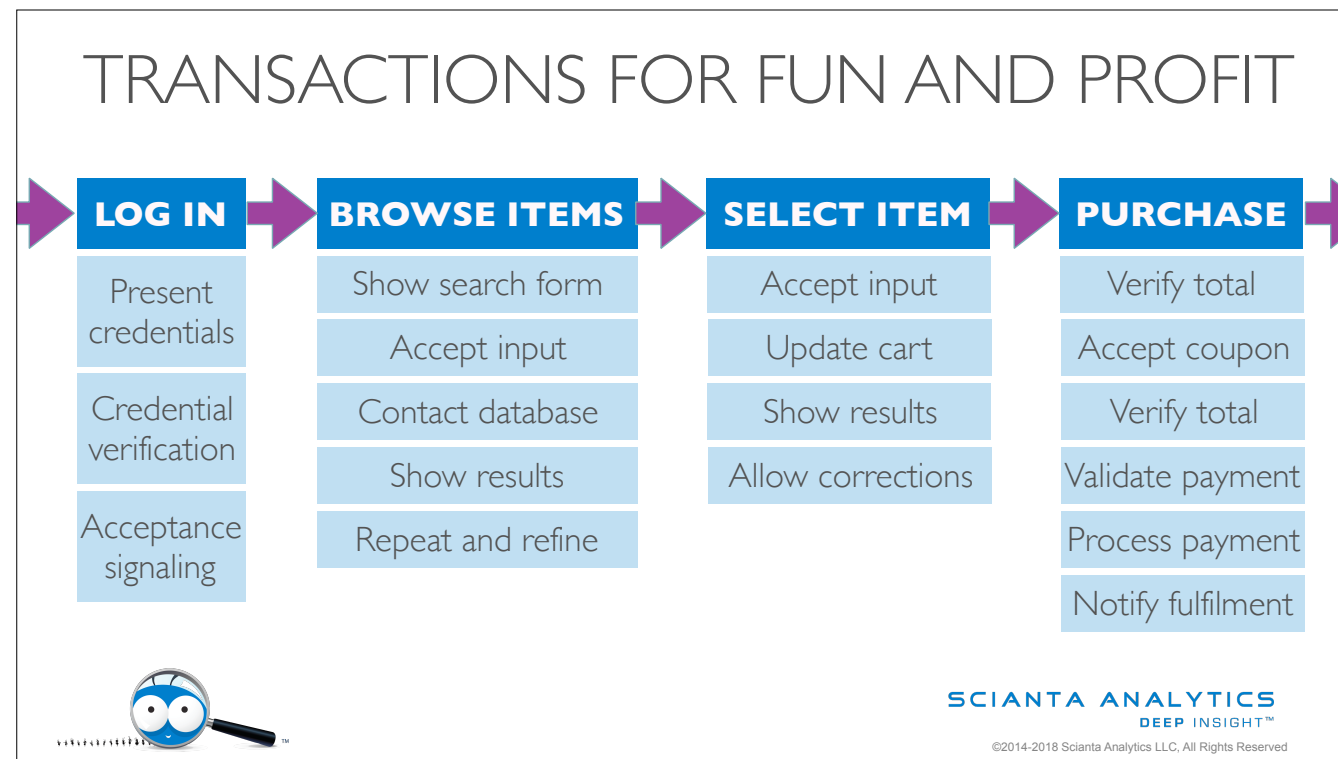 TRANSACTIONS FOR FUN AND PROFIT
LOG IN
Present
credentials
Credential
verification
Acceptance
signaling
BROWSE ITEMS
Show search form
Accept input
Contact database
Show results
Repeat and refine
SELECT ITEM
Accept input
Update cart
Show results
Allow corrections
PURCHASE
Verify total
Accept coupon
Verify total
Validate payment
Process payment
Notify fulfilment
TM
SCIANTA ANALYTICS
DEEP INSIGHT™
©2014-2018 Scianta Analytics LLC, All Rights Reserved